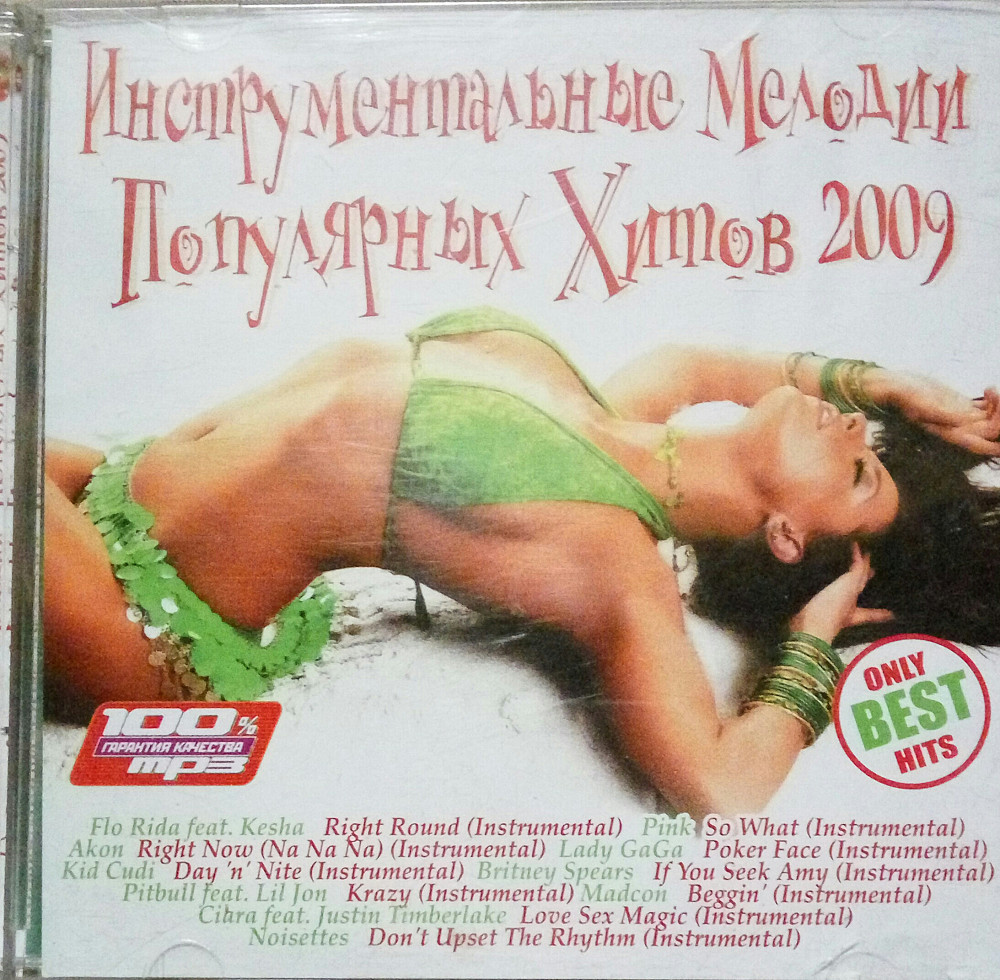 Инструментальные Мелодии
Популярных Хитов 2009
ONLY
BEST
HITS
100%
ГАРАНТИЯ КАЧЕСТВА
mp3
Flo Rida feat. Kesha Right Round (Instrumental) Pink So What (Instrumental)
Akon Right Now (Na Na Na) (Instrumental) Lady GaGa Poker Face (Instrumental)
Kid Cudi Day 'n' Nite (Instrumental) Britney Spears If You Seek Amy (Instrumental)
Pitbull feat. Lil Jon Krazy (Instrumental) Madcon Beggin' (Instrumental)
Ciara feat. Justin Timberlake Love Sex Magic (Instrumental)
Noisettes Don't Upset The Rhythm (Instrumental)